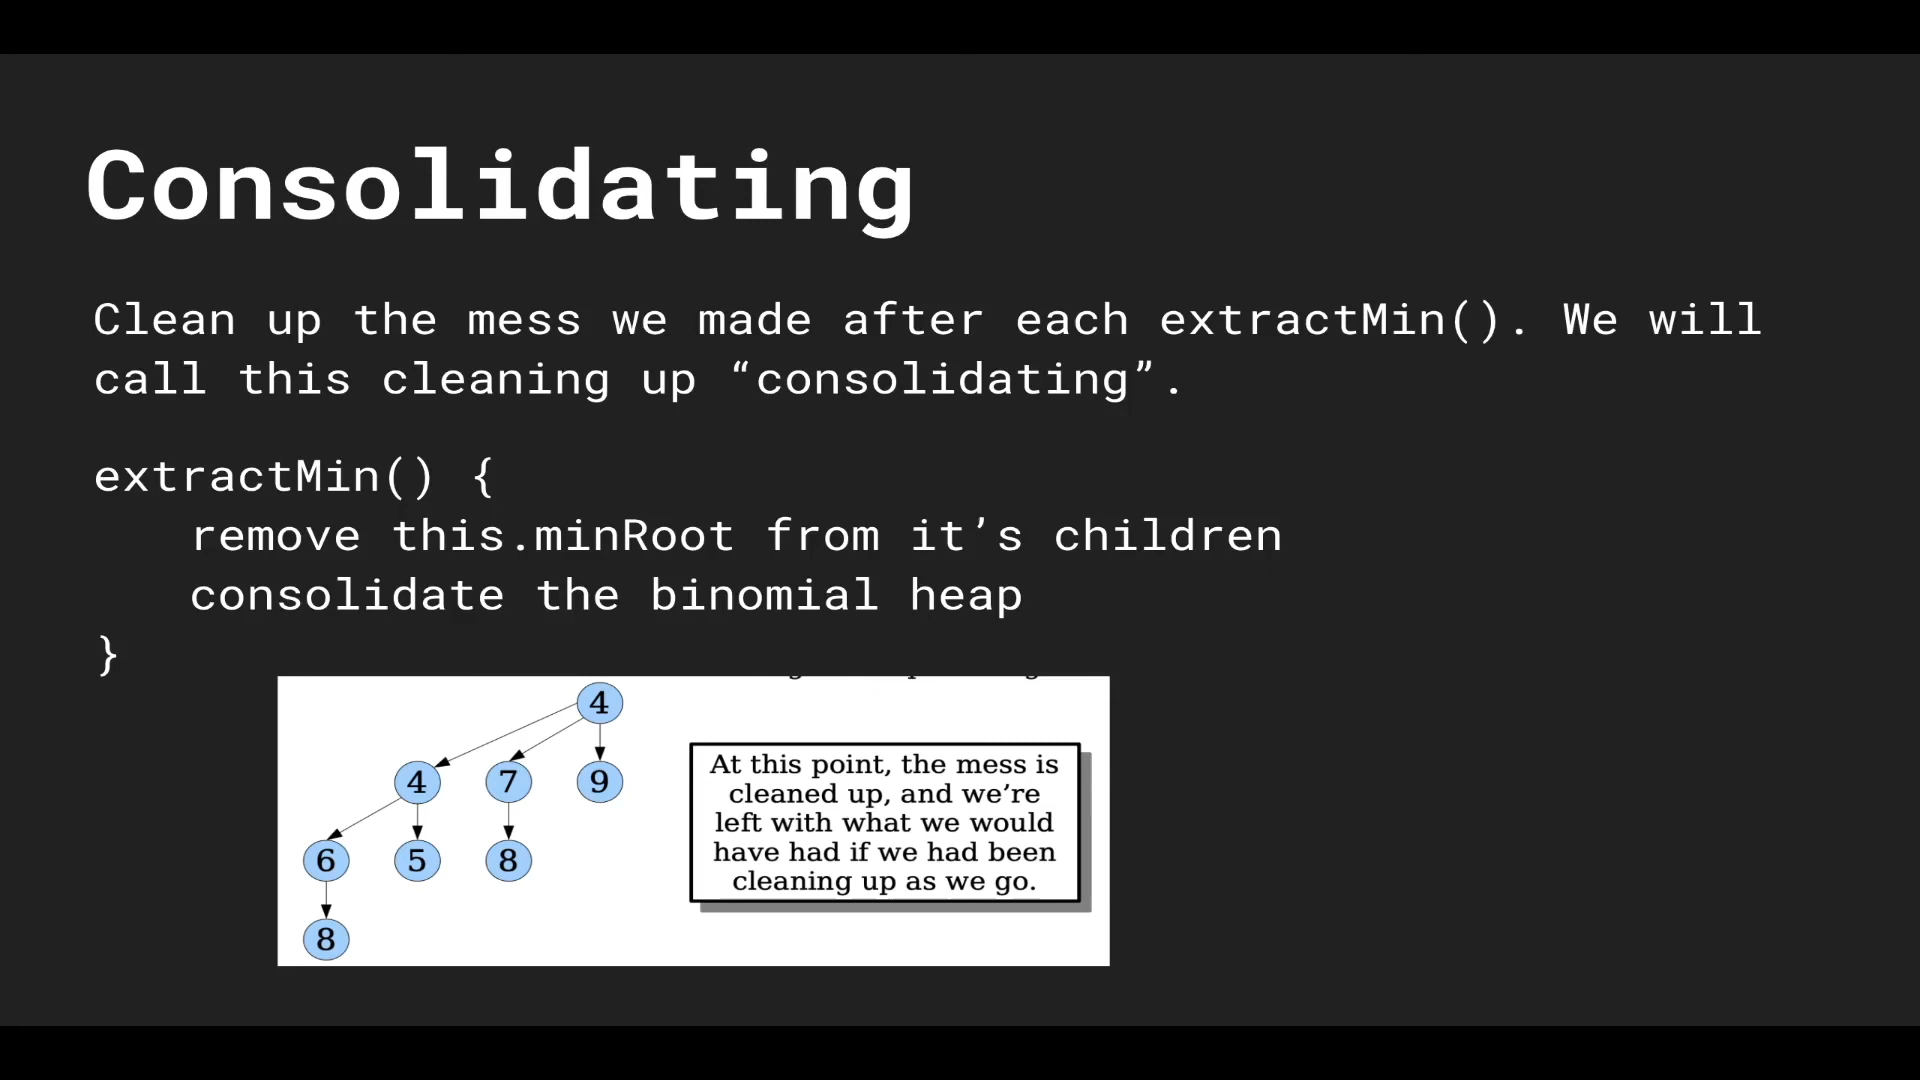 Consolidating
Clean up the mess we made after each extractMin(). We will
call this cleaning up “consolidating”.
extractMin() {
remove this.minRoot from it’s children
consolidate the binomial heap
}
4
4 7 9
6 5 8
8
At this point, the mess is
cleaned up, and we’re
left with what we would
have had if we had been
cleaning up as we go.